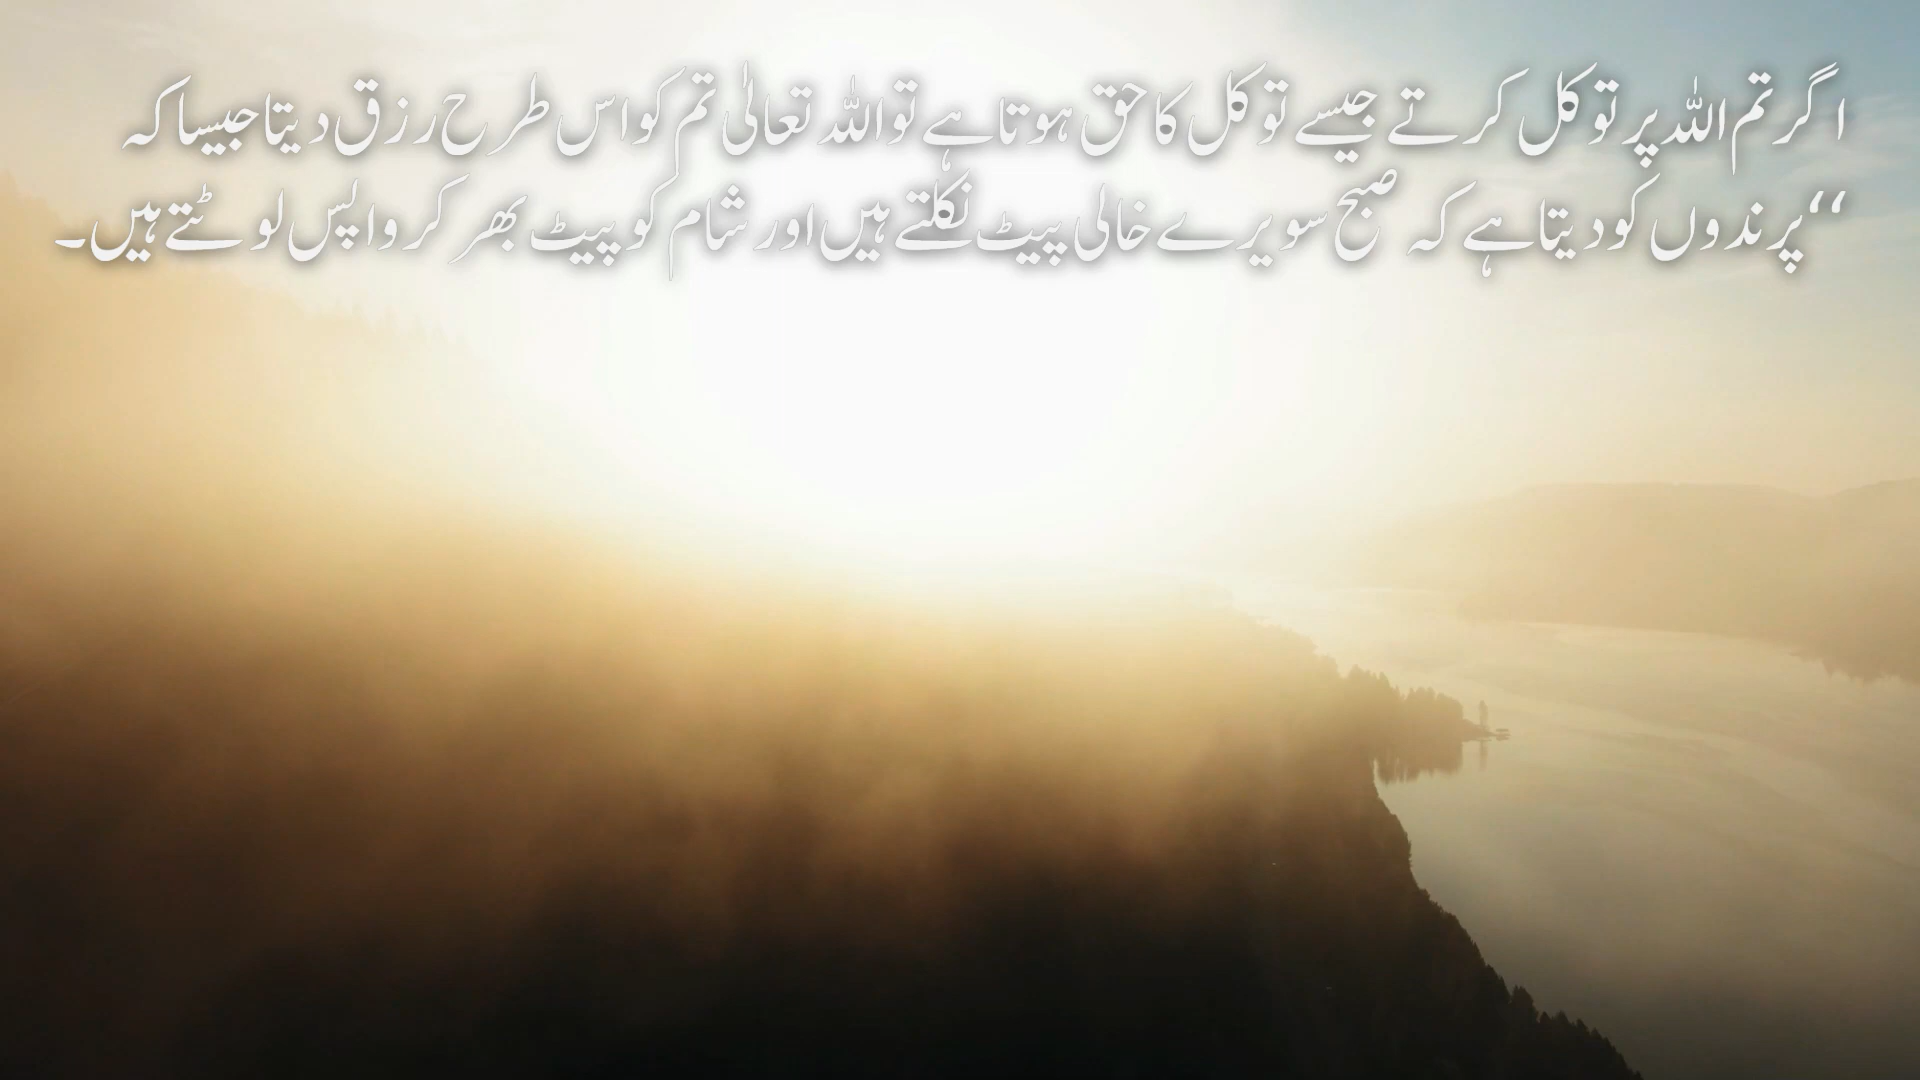 اگر تم اللہ پر توکل کرتے جیسے توکل کا حق ہوتا ہے تو اللہ تعالیٰ تم کو اس طرح رزق دیتا جیسا کہ
‘‘پرندوں کو دیتا ہے کہ صبح سویرے خالی پیٹ نکلتے ہیں اور شام کو پیٹ بھر کر واپس لوٹتے ہیں۔